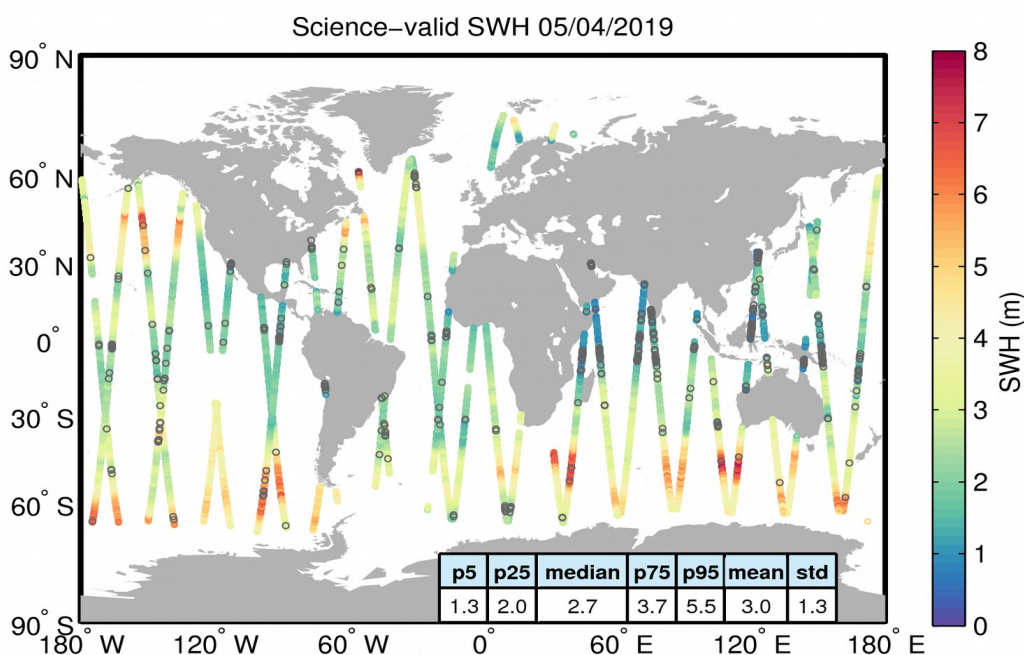 Science−valid SWH 05/04/2019
90° N
60° N
30° N
0°
30° S
60° S
90° S
180° W 120° W 60° W 0° 60° E 120° E 180° E
p5 p25 median p75 p95 mean std
1.3 2.0 2.7 3.7 5.5 3.0 1.3
8
7
6
5
4
3
2
1
0
SWH (m)